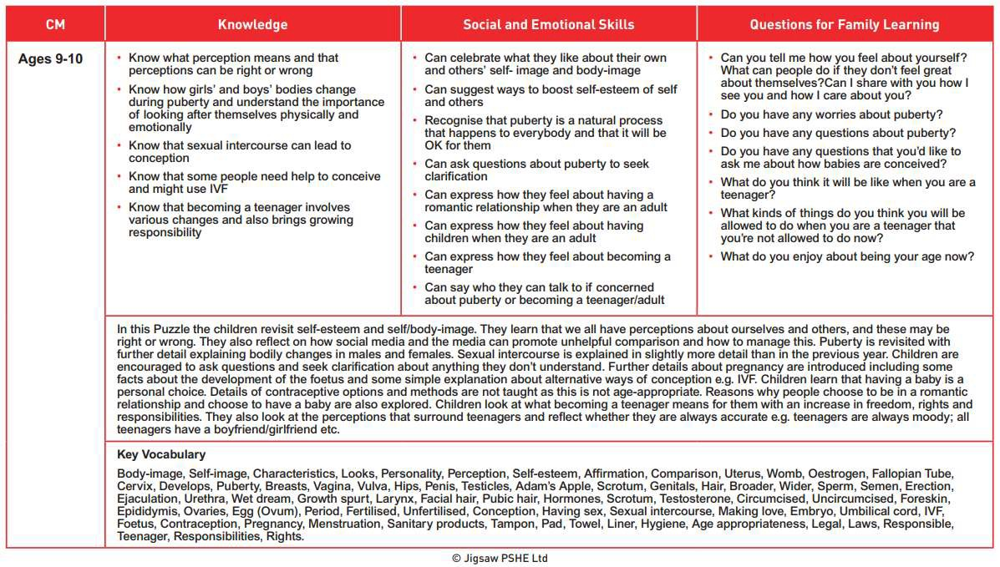 CM
Knowledge
Social and Emotional Skills
Questions for Family Learning
Ages 9-10
• Know what perception means and that
perceptions can be right or wrong
• Know how girls’ and boys’ bodies change
during puberty and understand the importance
of looking after themselves physically and
emotionally
• Know that sexual intercourse can lead to
conception
• Know that some people need help to conceive
and might use IVF
• Know that becoming a teenager involves
various changes and also brings growing
responsibility
• Can celebrate what they like about their own
and others’ self- image and body-image
• Can suggest ways to boost self-esteem of self
and others
• Recognise that puberty is a natural process
that happens to everybody and that it will be
OK for them
• Can ask questions about puberty to seek
clarification
• Can express how they feel about having a
romantic relationship when they are an adult
• Can express how they feel about having
children when they are an adult
• Can express how they feel about becoming a
teenager
• Can say who they can talk to if concerned
about puberty or becoming a teenager/adult
• Can you tell me how you feel about yourself?
What can people do if they don’t feel great
about themselves?Can I share with you how I
see you and how I care about you?
• Do you have any worries about puberty?
• Do you have any questions about puberty?
• Do you have any questions that you’d like to
ask me about how babies are conceived?
• What do you think it will be like when you are a
teenager?
• What kinds of things do you think you will be
allowed to do when you are a teenager that
you’re not allowed to do now?
• What do you enjoy about being your age now?
In this Puzzle the children revisit self-esteem and self/body-image. They learn that we all have perceptions about ourselves and others, and these may be
right or wrong. They also reflect on how social media and the media can promote unhelpful comparison and how to manage this. Puberty is revisited with
further detail explaining bodily changes in males and females. Sexual intercourse is explained in slightly more detail than in the previous year. Children are
encouraged to ask questions and seek clarification about anything they don’t understand. Further details about pregnancy are introduced including some
facts about the development of the foetus and some simple explanation about alternative ways of conception e.g. IVF. Children learn that having a baby is a
personal choice. Details of contraceptive options and methods are not taught as this is not age-appropriate. Reasons why people choose to be in a romantic
relationship and choose to have a baby are also explored. Children look at what becoming a teenager means for them with an increase in freedom, rights and
responsibilities. They also look at the perceptions that surround teenagers and reflect whether they are always accurate e.g. teenagers are always moody; all
teenagers have a boyfriend/girlfriend etc.
Key Vocabulary
Body-image, Self-image, Characteristics, Looks, Personality, Perception, Self-esteem, Affirmation, Comparison, Uterus, Womb, Oestrogen, Fallopian Tube,
Cervix, Develops, Puberty, Breasts, Vagina, Vulva, Hips, Penis, Testicles, Adam’s Apple, Scrotum, Genitals, Hair, Broader, Wider, Sperm, Semen, Erection,
Ejaculation, Urethra, Wet dream, Growth spurt, Larynx, Facial hair, Pubic hair, Hormones, Scrotum, Testosterone, Circumcised, Uncircumcised, Foreskin,
Epididymis, Ovaries, Egg (Ovum), Period, Fertilised, Unfertilised, Conception, Having sex, Sexual intercourse, Making love, Embryo, Umbilical cord, IVF,
Foetus, Contraception, Pregnancy, Menstruation, Sanitary products, Tampon, Pad, Towel, Liner, Hygiene, Age appropriateness, Legal, Laws, Responsible,
Teenager, Responsibilities, Rights.
© Jigsaw PSHE Ltd